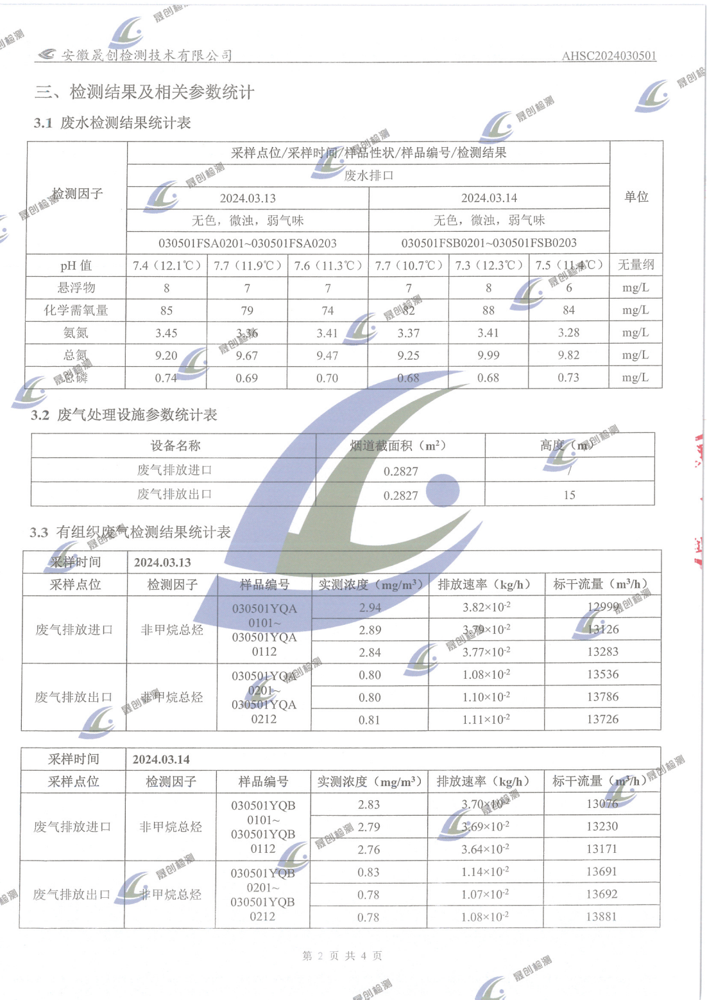 安徽晟创检测技术有限公司 AHSC2024030501
三、检测结果及相关参数统计
3.1 废水检测结果统计表
检测因子 采样点位/采样时间/样品性状/样品编号/检测结果 单位
废水排口
2024.03.13 2024.03.14
无色，微浊，弱气味 无色，微浊，弱气味
030501FSA0201~030501FSA0203 030501FSB0201~030501FSB0203
pH 值 7.4（12.1℃） 7.7（11.9℃） 7.6（11.3℃） 7.7（10.7℃） 7.3（12.3℃） 7.5（11.4℃） 无量纲
悬浮物 8 7 7 7 8 6 mg/L
化学需氧量 85 79 74 82 88 84 mg/L
氨氮 3.45 3.36 3.41 3.37 3.41 3.28 mg/L
总氮 9.20 9.67 9.47 9.25 9.99 9.82 mg/L
总磷 0.74 0.69 0.70 0.68 0.68 0.73 mg/L
3.2 废气处理设施参数统计表
设备名称 烟道截面积（m²） 高度（m）
废气排放进口 0.2827 /
废气排放出口 0.2827 15
3.3 有组织废气检测结果统计表
采样时间 2024.03.13
采样点位 检测因子 样品编号 实测浓度（mg/m³） 排放速率（kg/h） 标干流量（m³/h）
废气排放进口 非甲烷总烃 030501YQA0101~030501YQA0112 2.94 3.82×10⁻² 12999
2.89 3.79×10⁻² 13126
2.84 3.77×10⁻² 13283
废气排放出口 非甲烷总烃 030501YQA0201~030501YQA0212 0.80 1.08×10⁻² 13536
0.80 1.10×10⁻² 13786
0.81 1.11×10⁻² 13726
采样时间 2024.03.14
采样点位 检测因子 样品编号 实测浓度（mg/m³） 排放速率（kg/h） 标干流量（m³/h）
废气排放进口 非甲烷总烃 030501YQB0101~030501YQB0112 2.83 3.70×10⁻² 13076
2.79 3.69×10⁻² 13230
2.76 3.64×10⁻² 13171
废气排放出口 非甲烷总烃 030501YQB0201~030501YQB0212 0.83 1.14×10⁻² 13691
0.78 1.07×10⁻² 13692
0.78 1.08×10⁻² 13881
第 2 页 共 4 页
晟创检测